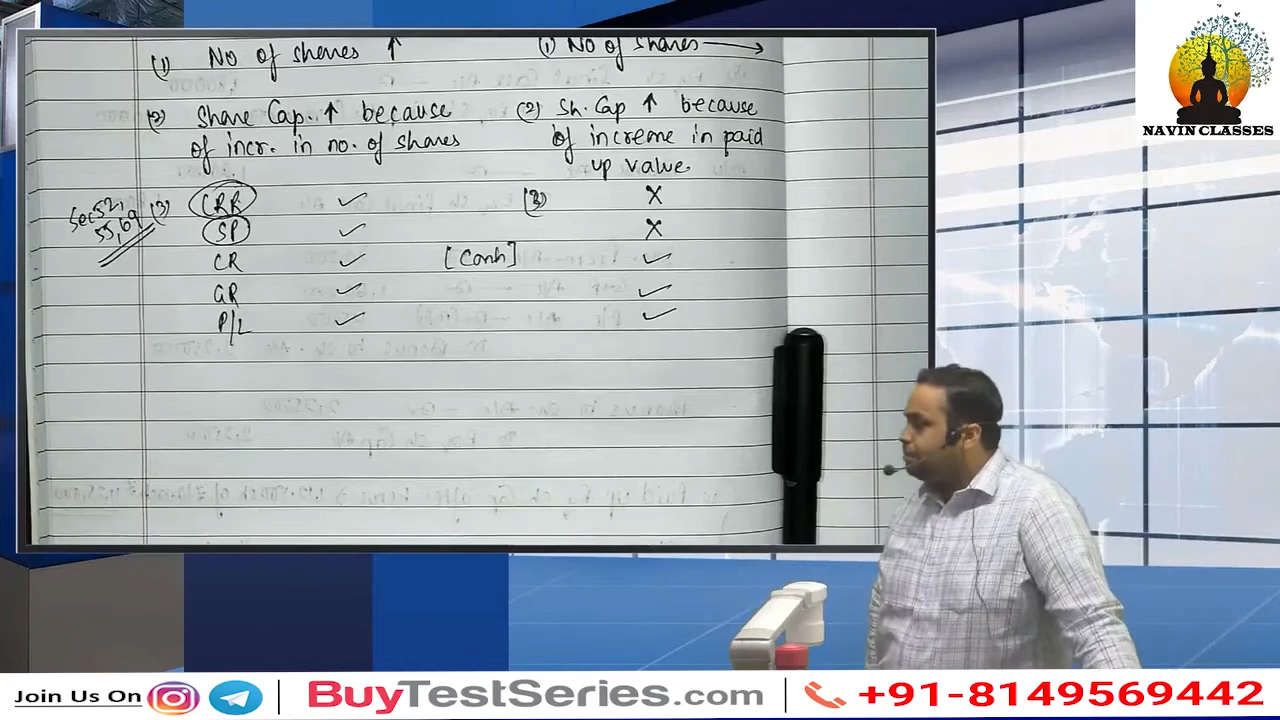 (1) No of shares ↑ (1) No of shares →
(2) Share Cap. ↑ because (2) Sh. Cap ↑ because
of incr. in no. of shares of increme in paid
up value
Sec 52, 55, 69 (3) CRR ✓ (3) X
SP ✓ X
CR ✓ [Cash] ✓
GR ✓ ✓
P/L ✓ ✓
NAVIN CLASSES
Join Us On BuyTestSeries.com +91-8149569442